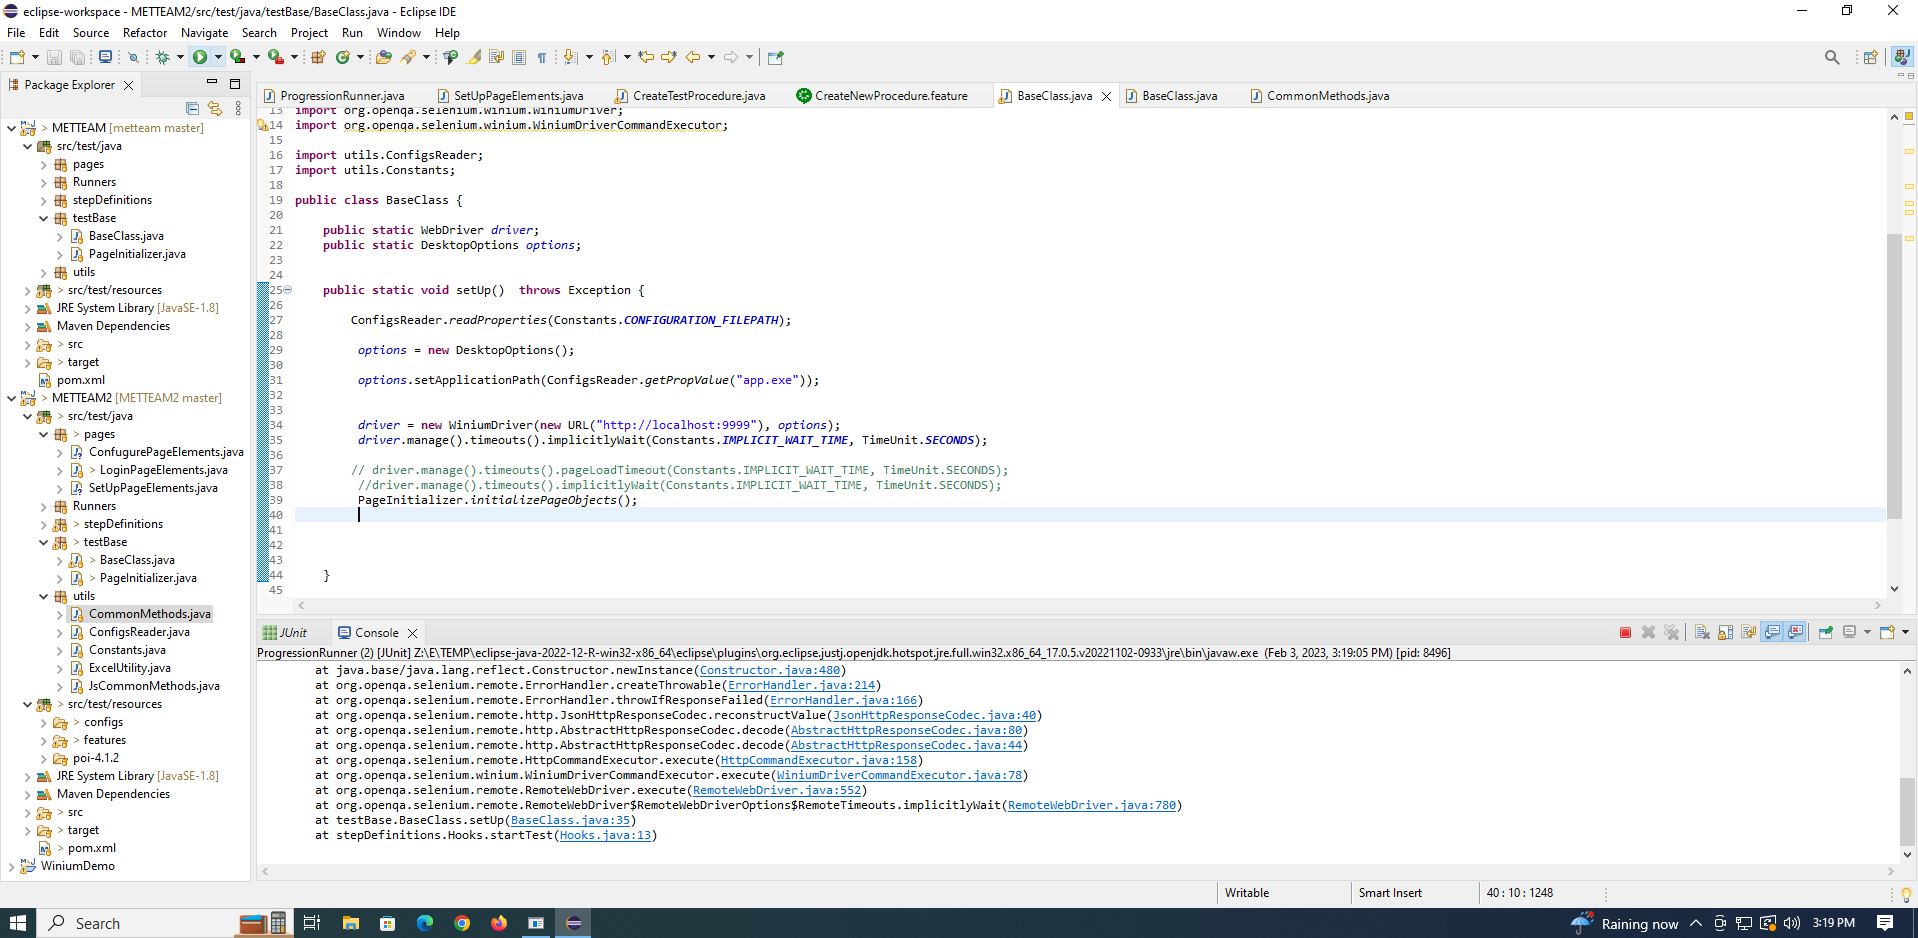 eclipse-workspace - METTEAM2/src/test/java/testBase/BaseClass.java - Eclipse IDE
File Edit Source Refactor Navigate Search Project Run Window Help
Package Explorer
METTEAM [metteam master]
src/test/java
pages
Runners
stepDefinitions
testBase
BaseClass.java
PageInitializer.java
utils
> src/test/resources
JRE System Library [JavaSE-1.8]
Maven Dependencies
> src
> target
pom.xml
> METTEAM2 [METTEAM2 master]
> src/test/java
> pages
ConfugurePageElements.java
> LoginPageElements.java
SetUpPageElements.java
Runners
> stepDefinitions
> testBase
> BaseClass.java
> PageInitializer.java
utils
CommonMethods.java
ConfigsReader.java
Constants.java
ExcelUtility.java
JsCommonMethods.java
> src/test/resources
> configs
> features
poi-4.1.2
JRE System Library [JavaSE-1.8]
Maven Dependencies
> src
> target
> pom.xml
WiniumDemo
ProgressionRunner.java SetUpPageElements.java CreateTestProcedure.java CreateNewProcedure.feature BaseClass.java BaseClass.java CommonMethods.java
13 import org.openqa.selenium.winium.WiniumDriver;
14 import org.openqa.selenium.winium.WiniumDriverCommandExecutor;
15
16 import utils.ConfigsReader;
17 import utils.Constants;
18
19 public class BaseClass {
20
21 public static WebDriver driver;
22 public static DesktopOptions options;
23
24
25 public static void setUp()  throws Exception {
26
27 ConfigsReader.readProperties(Constants.CONFIGURATION_FILEPATH);
28
29 options = new DesktopOptions();
30
31 options.setApplicationPath(ConfigsReader.getPropValue("app.exe"));
32
33
34 driver = new WiniumDriver(new URL("http://localhost:9999"), options);
35 driver.manage().timeouts().implicitlyWait(Constants.IMPLICIT_WAIT_TIME, TimeUnit.SECONDS);
36
37 // driver.manage().timeouts().pageLoadTimeout(Constants.IMPLICIT_WAIT_TIME, TimeUnit.SECONDS);
38 //driver.manage().timeouts().implicitlyWait(Constants.IMPLICIT_WAIT_TIME, TimeUnit.SECONDS);
39 PageInitializer.initializePageObjects();
40
41
42
43
44 }
45
JUnit Console
ProgressionRunner (2) [JUnit] Z:\E\TEMP\eclipse-java-2022-12-R-win32-x86_64\eclipse\plugins\org.eclipse.justj.openjdk.hotspot.jre.full.win32.x86_64_17.0.5.v20221102-0933\jre\bin\javaw.exe (Feb 3, 2023, 3:19:05 PM) [pid: 8496]
at java.base/java.lang.reflect.Constructor.newInstance(Constructor.java:480)
at org.openqa.selenium.remote.ErrorHandler.createThrowable(ErrorHandler.java:214)
at org.openqa.selenium.remote.ErrorHandler.throwIfResponseFailed(ErrorHandler.java:166)
at org.openqa.selenium.remote.http.JsonHttpResponseCodec.reconstructValue(JsonHttpResponseCodec.java:40)
at org.openqa.selenium.remote.http.AbstractHttpResponseCodec.decode(AbstractHttpResponseCodec.java:80)
at org.openqa.selenium.remote.http.AbstractHttpResponseCodec.decode(AbstractHttpResponseCodec.java:44)
at org.openqa.selenium.remote.HttpCommandExecutor.execute(HttpCommandExecutor.java:158)
at org.openqa.selenium.winium.WiniumDriverCommandExecutor.execute(WiniumDriverCommandExecutor.java:78)
at org.openqa.selenium.remote.RemoteWebDriver.execute(RemoteWebDriver.java:552)
at org.openqa.selenium.remote.RemoteWebDriver$RemoteWebDriverOptions$RemoteTimeouts.implicitlyWait(RemoteWebDriver.java:780)
at testBase.BaseClass.setUp(BaseClass.java:35)
at stepDefinitions.Hooks.startTest(Hooks.java:13)
Writable Smart Insert 40 : 10 : 1248
Search Raining now 3:19 PM